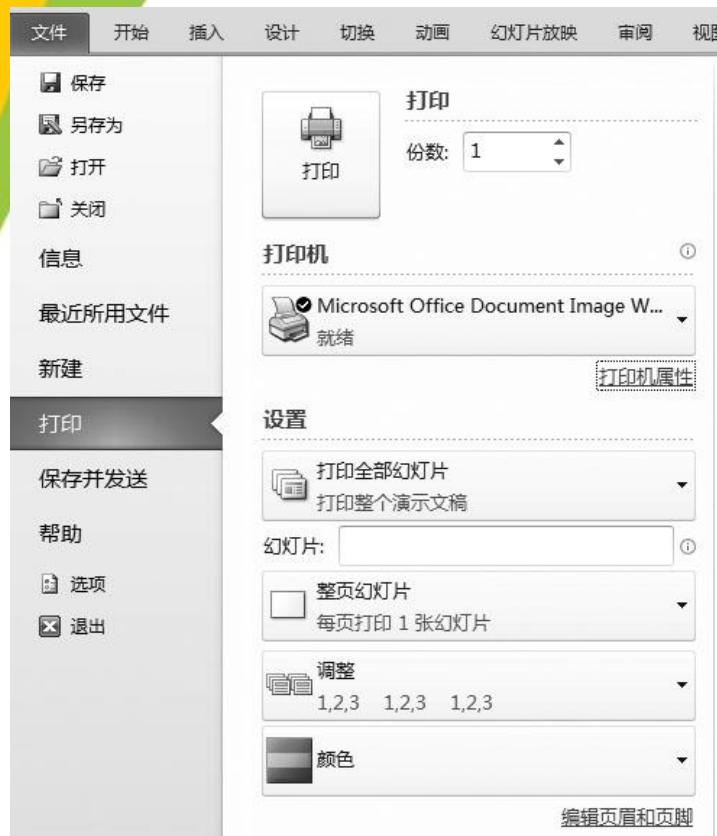 文件 开始 插入 设计 切换 动画 幻灯片放映 审阅
保存
另存为
打开
关闭
信息
最近所用文件
新建
打印
保存并发送
帮助
选项
退出
打印
打印
份数: 1
打印机
Microsoft Office Document Image W...
就绪
打印机属性
设置
打印全部幻灯片
打印整个演示文稿
幻灯片:
整页幻灯片
每页打印 1 张幻灯片
调整
1,2,3 1,2,3 1,2,3
颜色
编辑页眉和页脚